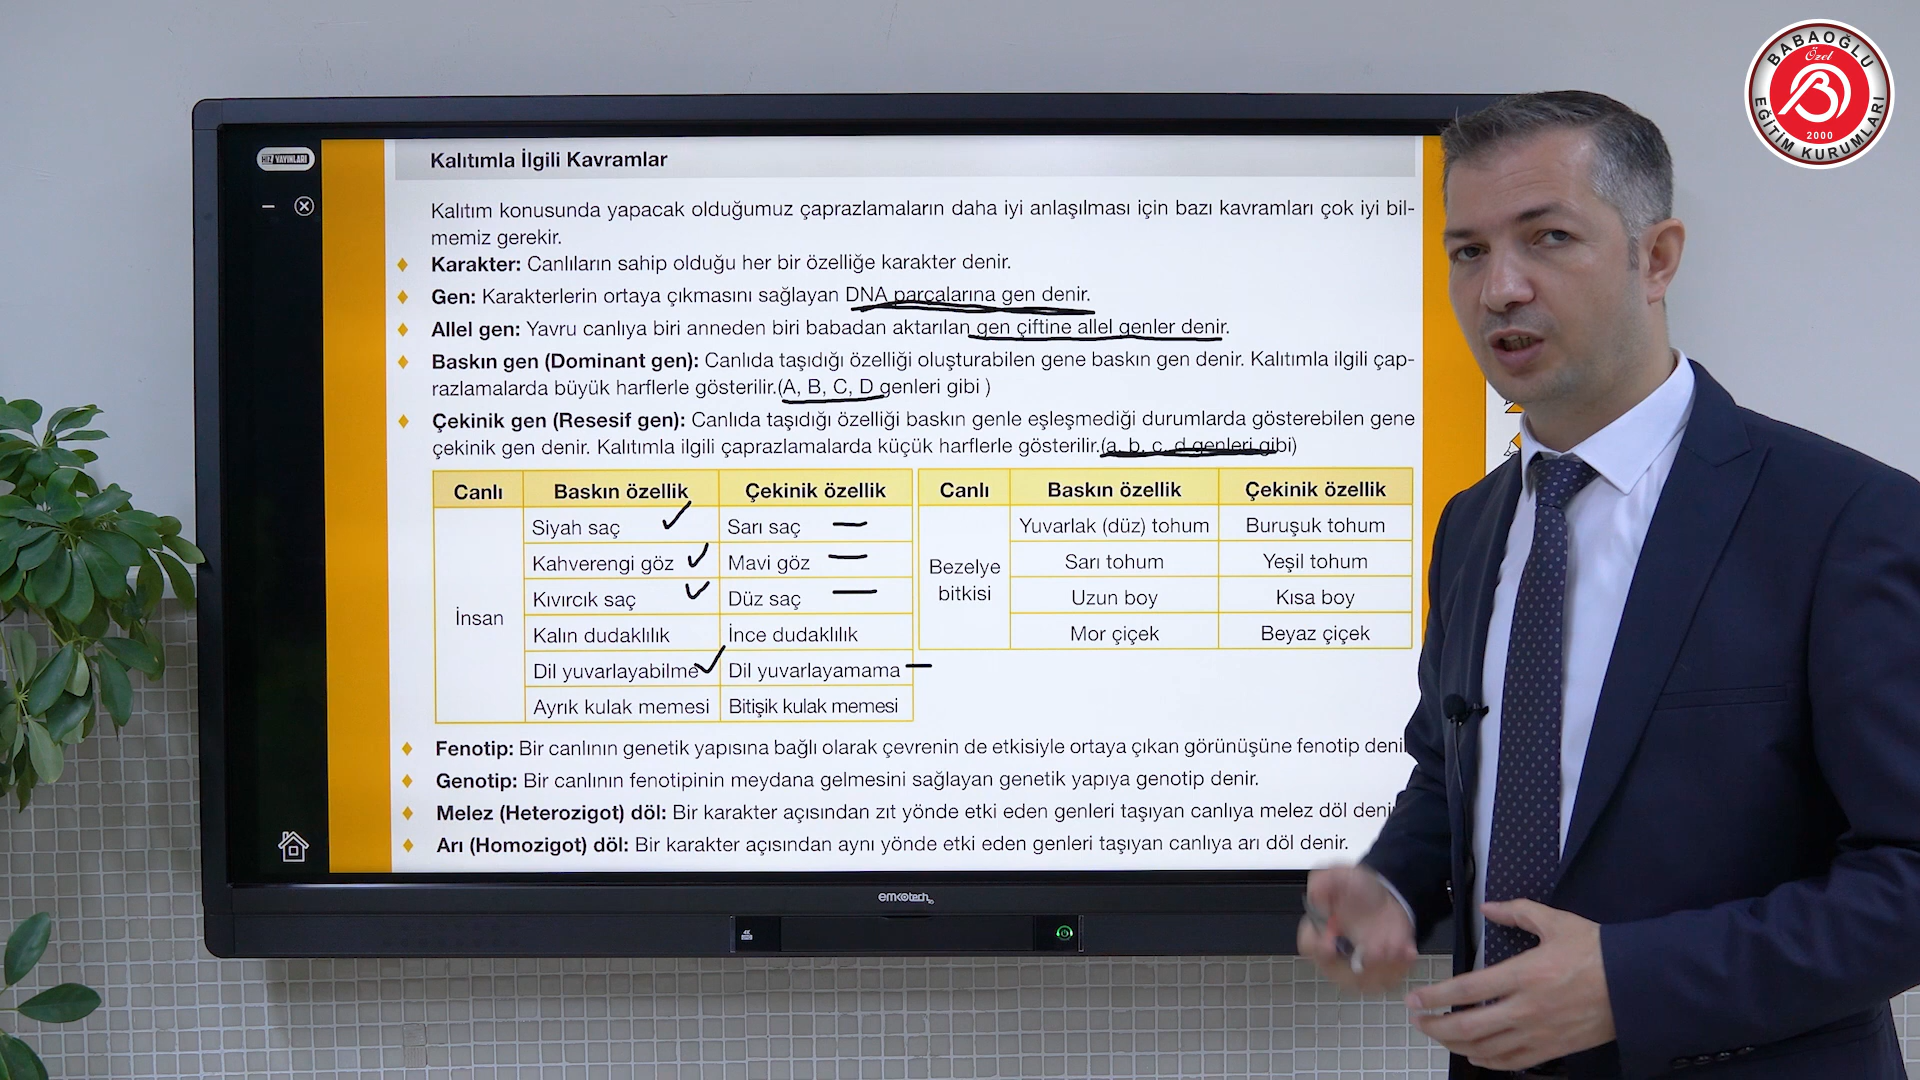 BABAOĞLU
Özel
B
2000
EĞİTİM KURUMLARI
HIZ YAYINLARI
Kalıtımla İlgili Kavramlar
Kalıtım konusunda yapacak olduğumuz çaprazlamaların daha iyi anlaşılması için bazı kavramları çok iyi bil-
memiz gerekir.
Karakter: Canlıların sahip olduğu her bir özelliğe karakter denir.
Gen: Karakterlerin ortaya çıkmasını sağlayan DNA parçalarına gen denir.
Allel gen: Yavru canlıya biri anneden biri babadan aktarılan gen çiftine allel genler denir.
Baskın gen (Dominant gen): Canlıda taşıdığı özelliği oluşturabilen gene baskın gen denir. Kalıtımla ilgili çap-
razlamalarda büyük harflerle gösterilir.(A, B, C, D genleri gibi )
Çekinik gen (Resesif gen): Canlıda taşıdığı özelliği baskın genle eşleşmediği durumlarda gösterebilen gene
çekinik gen denir. Kalıtımla ilgili çaprazlamalarda küçük harflerle gösterilir.(a, b, c, d genleri gibi)
Canlı Baskın özellik Çekinik özellik
İnsan
Siyah saç Sarı saç
Kahverengi göz Mavi göz
Kıvırcık saç Düz saç
Kalın dudaklılık İnce dudaklılık
Dil yuvarlayabilme Dil yuvarlayamama
Ayrık kulak memesi Bitişik kulak memesi
Canlı Baskın özellik Çekinik özellik
Bezelye
bitkisi
Yuvarlak (düz) tohum Buruşuk tohum
Sarı tohum Yeşil tohum
Uzun boy Kısa boy
Mor çiçek Beyaz çiçek
Fenotip: Bir canlının genetik yapısına bağlı olarak çevrenin de etkisiyle ortaya çıkan görünüşüne fenotip deni
Genotip: Bir canlının fenotipinin meydana gelmesini sağlayan genetik yapıya genotip denir.
Melez (Heterozigot) döl: Bir karakter açısından zıt yönde etki eden genleri taşıyan canlıya melez döl deni
Arı (Homozigot) döl: Bir karakter açısından aynı yönde etki eden genleri taşıyan canlıya arı döl denir.
emkotech